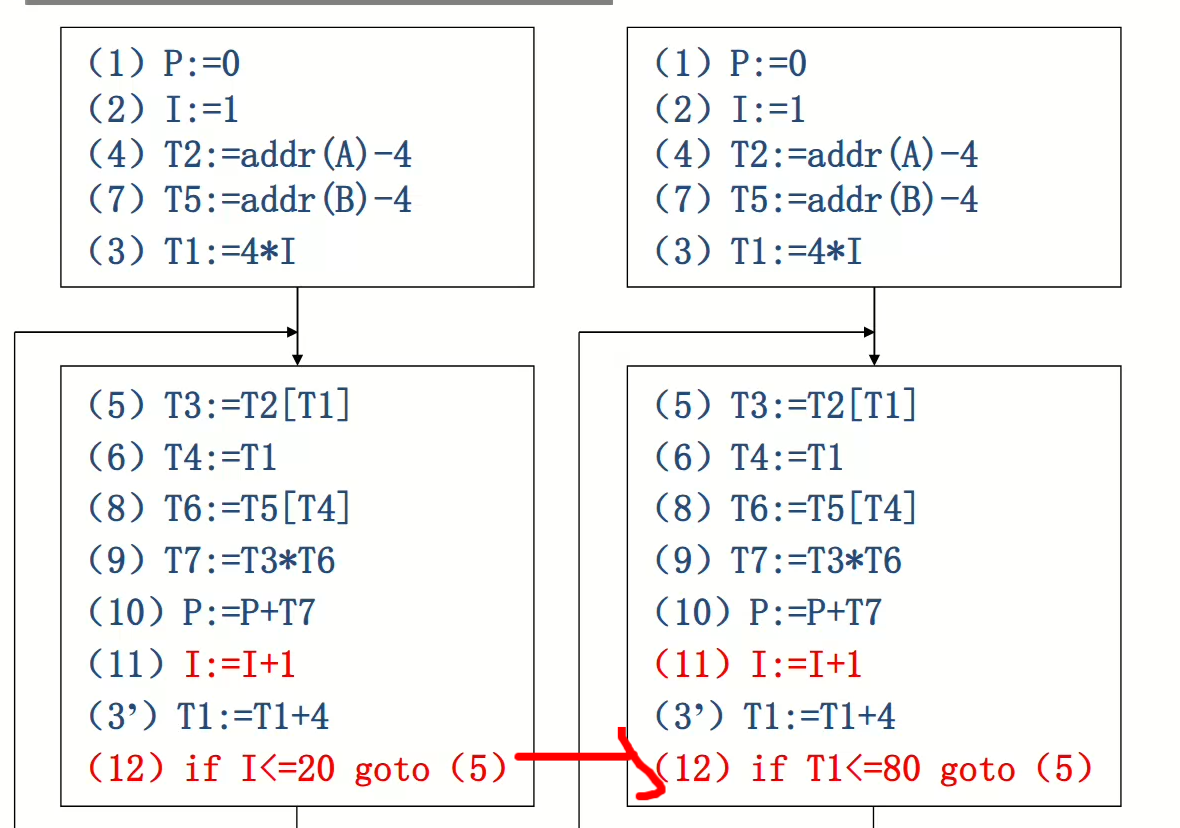 (1) P:=0
(2) I:=1
(4) T2:=addr(A)-4
(7) T5:=addr(B)-4
(3) T1:=4*I
(5) T3:=T2[T1]
(6) T4:=T1
(8) T6:=T5[T4]
(9) T7:=T3*T6
(10) P:=P+T7
(11) I:=I+1
(3’) T1:=T1+4
(12) if I<=20 goto (5)
(1) P:=0
(2) I:=1
(4) T2:=addr(A)-4
(7) T5:=addr(B)-4
(3) T1:=4*I
(5) T3:=T2[T1]
(6) T4:=T1
(8) T6:=T5[T4]
(9) T7:=T3*T6
(10) P:=P+T7
(11) I:=I+1
(3’) T1:=T1+4
(12) if T1<=80 goto (5)